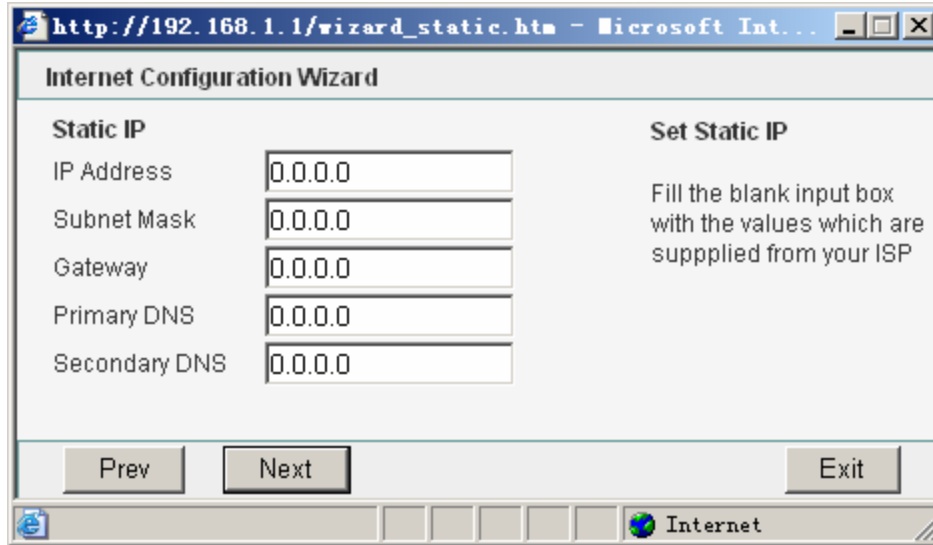 http://192.168.1.1/wizard_static.htm - Microsoft Int...
Internet Configuration Wizard
Static IP
IP Address 0.0.0.0
Subnet Mask 0.0.0.0
Gateway 0.0.0.0
Primary DNS 0.0.0.0
Secondary DNS 0.0.0.0
Set Static IP
Fill the blank input box
with the values which are
suppplied from your ISP
Prev Next Exit
Internet